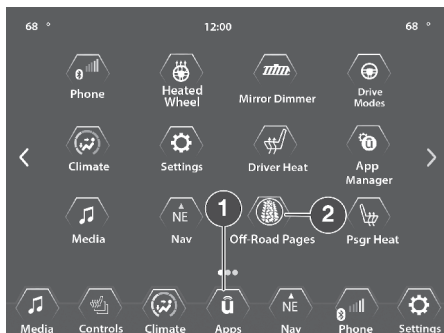 68 °
12:00
68 °
Phone
Heated
Wheel
Mirror Dimmer
Drive
Modes
Climate
Settings
Driver Heat
App
Manager
NE
1
2
Media
Nav
Off-Road Pages
Psgr Heat
û
NE
Media
Controls
Climate
Apps
Nav
Phone
Settings